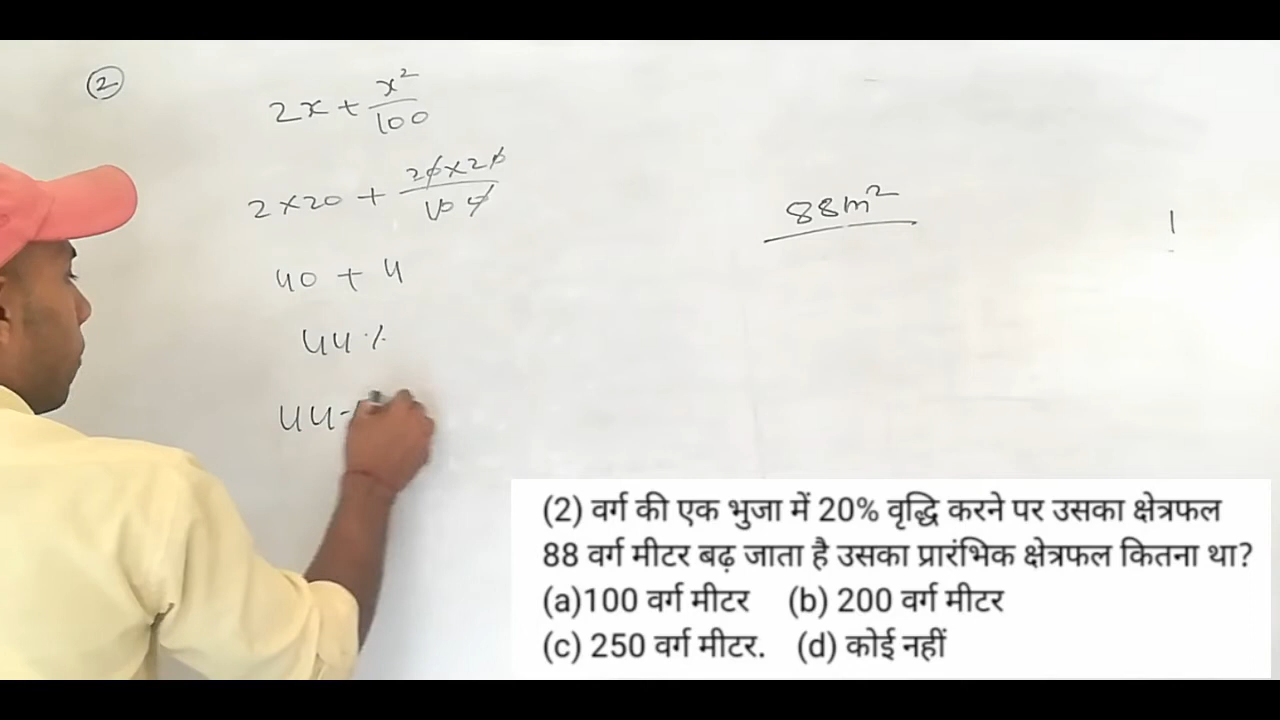 ②
2x + x²/100
2×20 + 20×20/100
40 + 4
44%
44
88m²
(2) वर्ग की एक भुजा में 20% वृद्धि करने पर उसका क्षेत्रफल
88 वर्ग मीटर बढ़ जाता है उसका प्रारंभिक क्षेत्रफल कितना था?
(a)100 वर्ग मीटर (b) 200 वर्ग मीटर
(c) 250 वर्ग मीटर. (d) कोई नहीं